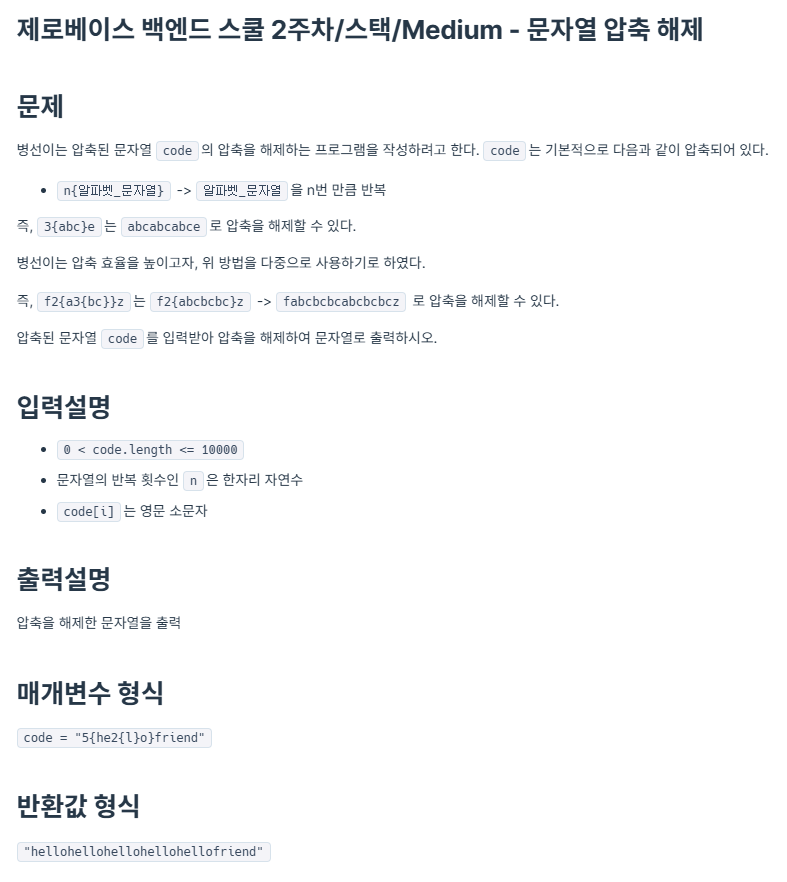 제로베이스 백엔드 스쿨 2주차/스택/Medium - 문자열 압축 해제
문제
병선이는 압축된 문자열 code 의 압축을 해제하는 프로그램을 작성하려고 한다. code 는 기본적으로 다음과 같이 압축되어 있다.
• n{알파벳_문자열} -> 알파벳_문자열 을 n번 만큼 반복
즉, 3{abc}e 는 abcabcabce 로 압축을 해제할 수 있다.
병선이는 압축 효율을 높이고자, 위 방법을 다중으로 사용하기로 하였다.
즉, f2{a3{bc}}z 는 f2{abcbcbc}z -> fabcbcbcabcbcbcz 로 압축을 해제할 수 있다.
압축된 문자열 code 를 입력받아 압축을 해제하여 문자열로 출력하시오.
입력설명
• 0 < code.length <= 10000
• 문자열의 반복 횟수인 n 은 한자리 자연수
• code[i] 는 영문 소문자
출력설명
압축을 해제한 문자열을 출력
매개변수 형식
code = "5{he2{l}o}friend"
반환값 형식
"hellohellohellohellohellofriend"